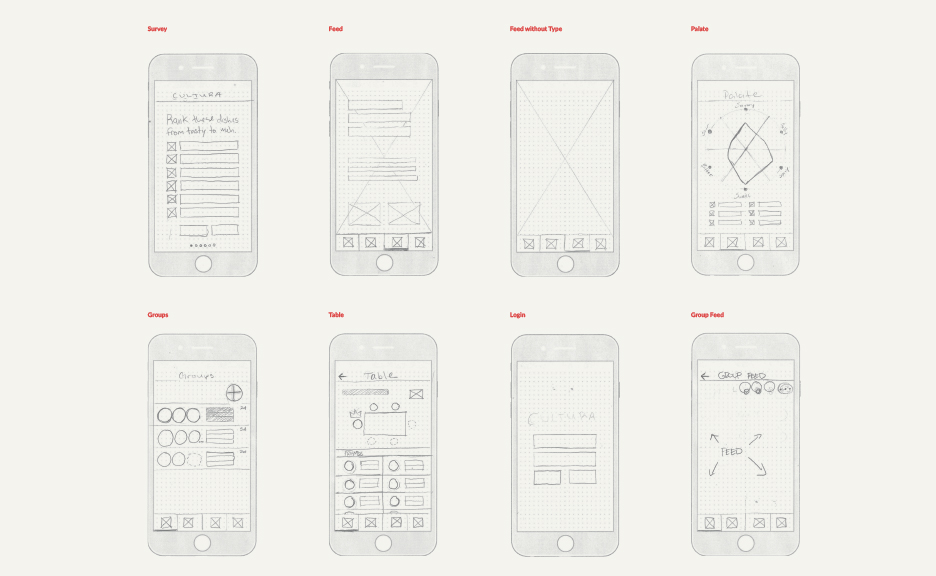 Survey
Feed
Feed without Type
Palate
CULTURA
Rank these dishes
from tasty to meh.
Palate
Savory
Sweet
Groups
Table
Login
Group Feed
Groups
Table
CULTURA
GROUP FEED
FEED